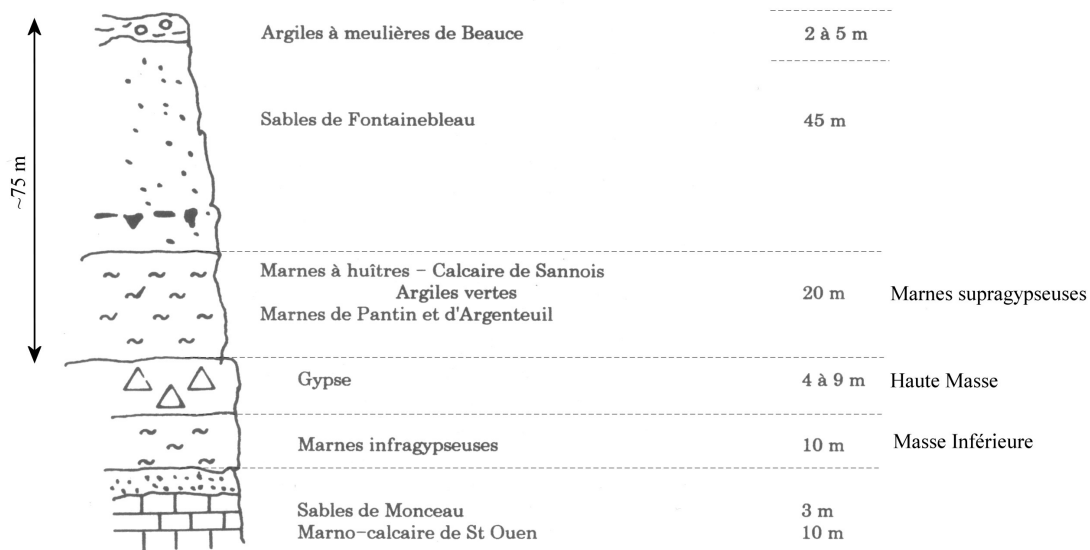 Argiles à meulières de Beauce 2 à 5 m
Sables de Fontainebleau 45 m
~75 m
Marnes à huîtres - Calcaire de Sannois
Argiles vertes 20 m Marnes supragypseuses
Marnes de Pantin et d'Argenteuil
Gypse 4 à 9 m Haute Masse
Marnes infragypseuses 10 m Masse Inférieure
Sables de Monceau 3 m
Marno-calcaire de St Ouen 10 m